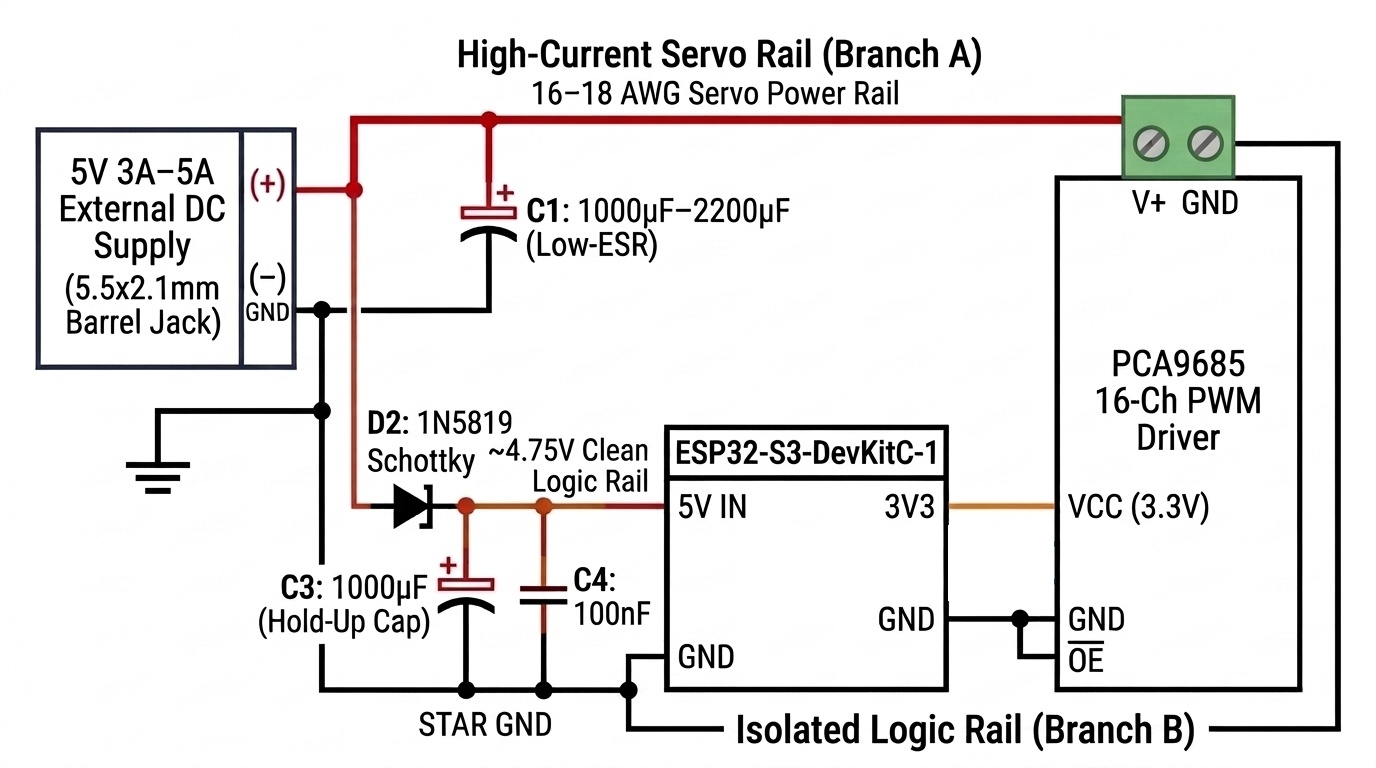 High-Current Servo Rail (Branch A)
16–18 AWG Servo Power Rail
5V 3A–5A
External DC
Supply
(5.5x2.1mm
Barrel Jack)
(+)
(−)
GND
+
C1: 1000µF–2200µF
(Low-ESR)
V+ GND
PCA9685
16-Ch PWM
Driver
D2: 1N5819
Schottky
~4.75V Clean
Logic Rail
ESP32-S3-DevKitC-1
5V IN
3V3
VCC (3.3V)
+
C3: 1000µF
(Hold-Up Cap)
C4:
100nF
GND
GND
GND
OE
STAR GND
Isolated Logic Rail (Branch B)